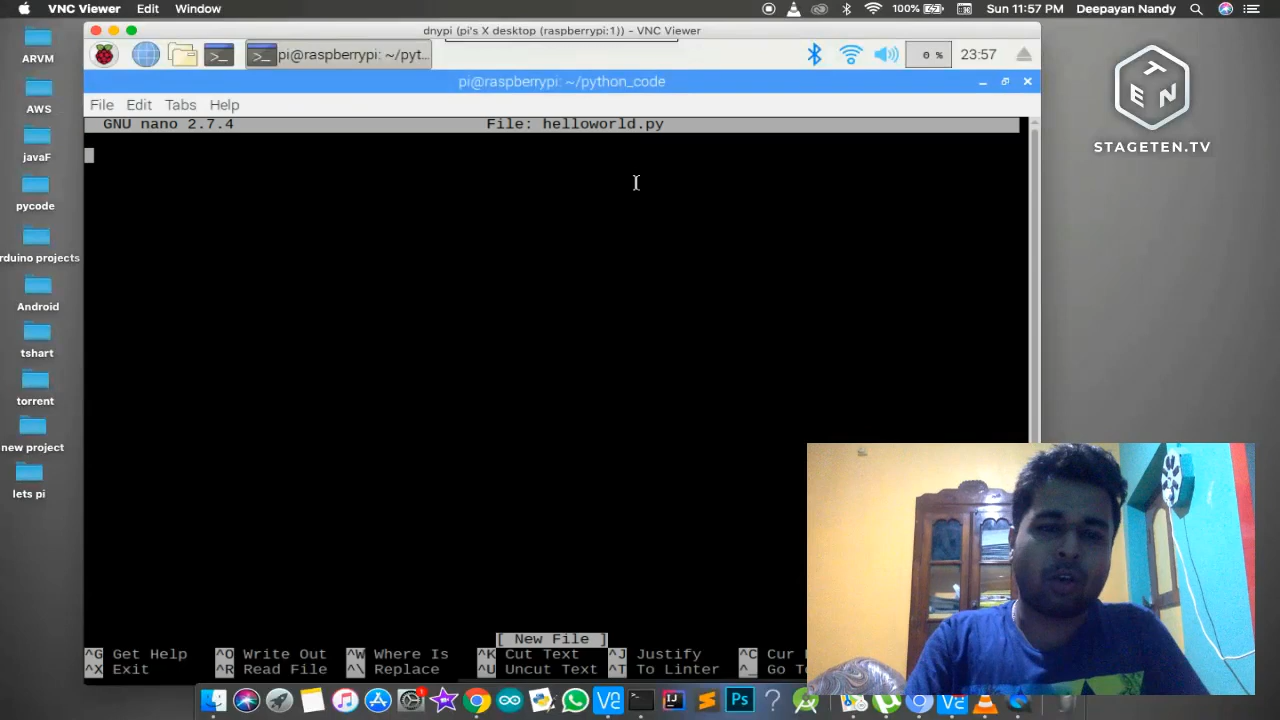 VNC Viewer Edit Window 100% Sun 11:57 PM Deepayan Nandy
dnypi (pi's X desktop (raspberrypi:1)) - VNC Viewer
pi@raspberrypi: ~/pyt... 0 % 23:57
pi@raspberrypi: ~/python_code
File Edit Tabs Help
GNU nano 2.7.4 File: helloworld.py
[ New File ]
^G Get Help ^O Write Out ^W Where Is ^K Cut Text ^J Justify ^C Cur
^X Exit ^R Read File ^\ Replace ^U Uncut Text ^T To Linter ^_ Go T
ARVM
AWS
javaF
pycode
rduino projects
Android
tshart
torrent
new project
lets pi
TEN
STAGETEN.TV
Ps